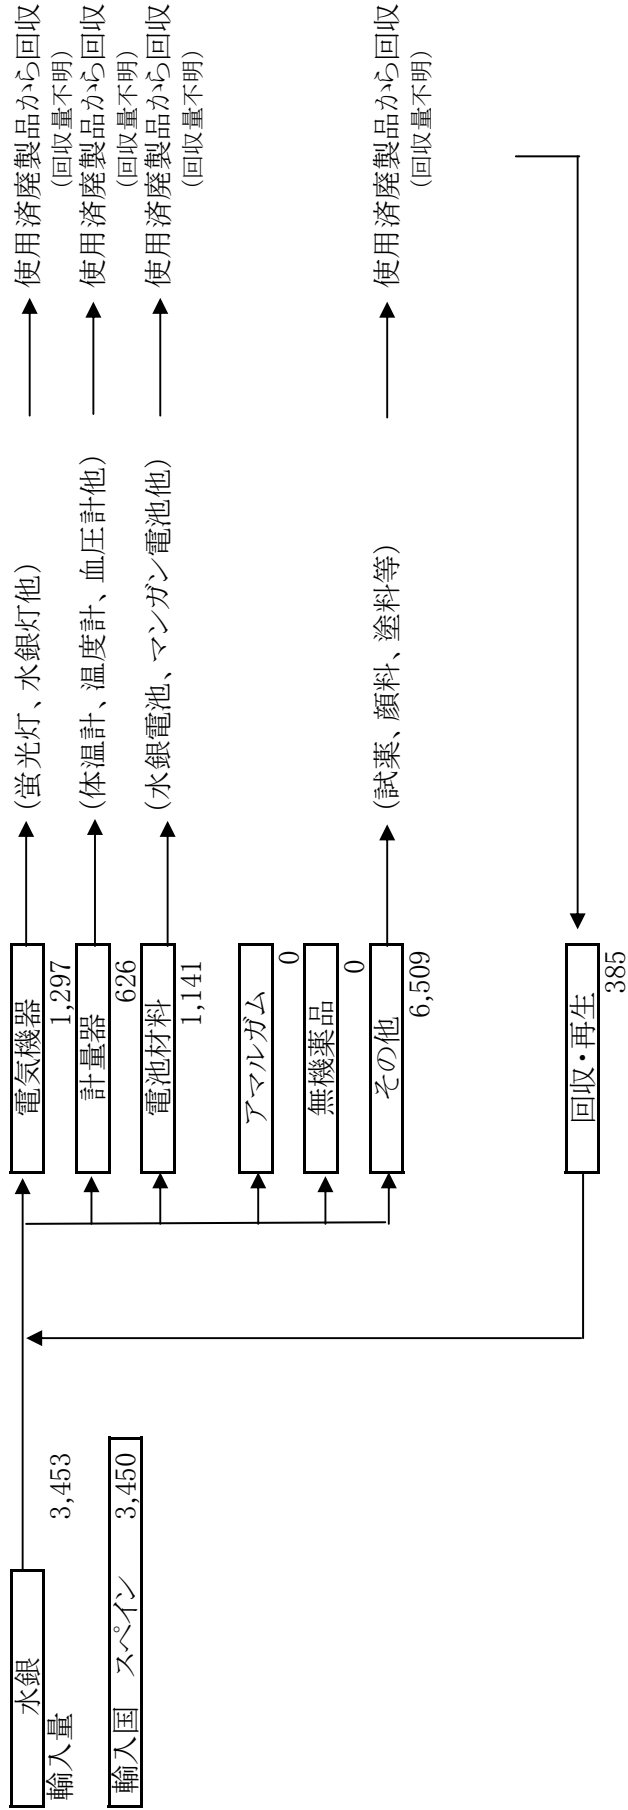 水銀
輸入量 3,453
輸入国 スペイン 3,450
電気機器
1,297
(蛍光灯、水銀灯他)
使用済廃製品から回収
(回収量不明)
計量器
626
(体温計、温度計、血圧計他)
使用済廃製品から回収
(回収量不明)
電池材料
1,141
(水銀電池、マンガン電池他)
使用済廃製品から回収
(回収量不明)
アマルガム
0
無機薬品
0
その他
6,509
(試薬、顔料、塗料等)
使用済廃製品から回収
(回収量不明)
回収・再生
385